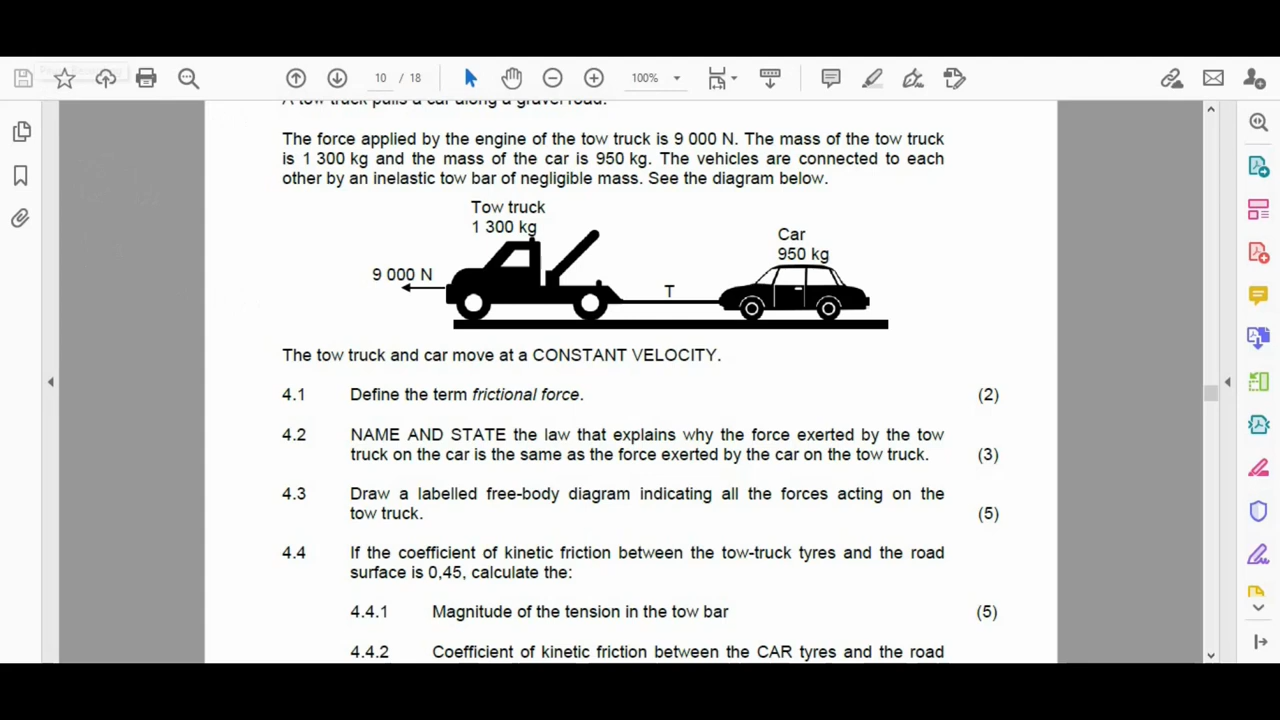 10 / 18
100%
A tow truck pulls a car along a gravel road.
The force applied by the engine of the tow truck is 9 000 N. The mass of the tow truck
is 1 300 kg and the mass of the car is 950 kg. The vehicles are connected to each
other by an inelastic tow bar of negligible mass. See the diagram below.
Tow truck
1 300 kg
Car
950 kg
9 000 N
T
The tow truck and car move at a CONSTANT VELOCITY.
4.1 Define the term frictional force. (2)
4.2 NAME AND STATE the law that explains why the force exerted by the tow
truck on the car is the same as the force exerted by the car on the tow truck. (3)
4.3 Draw a labelled free-body diagram indicating all the forces acting on the
tow truck. (5)
4.4 If the coefficient of kinetic friction between the tow-truck tyres and the road
surface is 0,45, calculate the:
4.4.1 Magnitude of the tension in the tow bar (5)
4.4.2 Coefficient of kinetic friction between the CAR tyres and the road